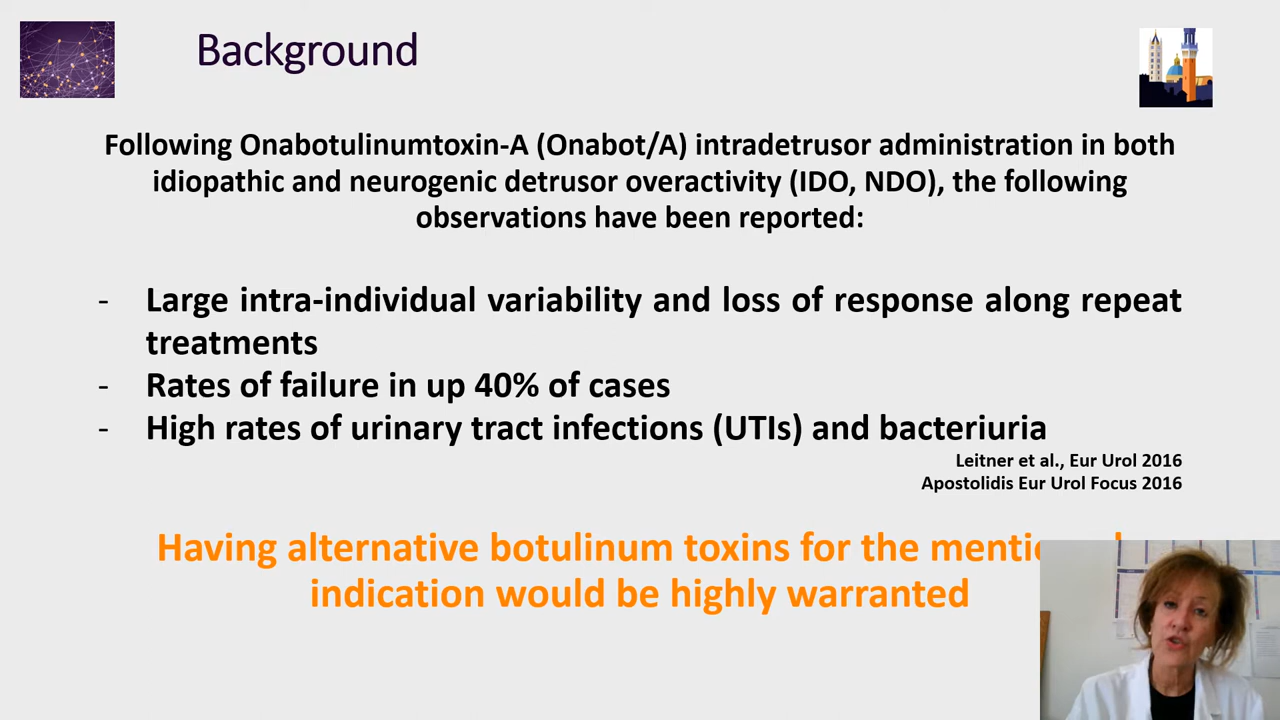 Background
Following Onabotulinumtoxin-A (Onabot/A) intradetrusor administration in both
idiopathic and neurogenic detrusor overactivity (IDO, NDO), the following
observations have been reported:
- Large intra-individual variability and loss of response along repeat
treatments
- Rates of failure in up 40% of cases
- High rates of urinary tract infections (UTIs) and bacteriuria
Leitner et al., Eur Urol 2016
Apostolidis Eur Urol Focus 2016
Having alternative botulinum toxins for the
indication would be highly warranted